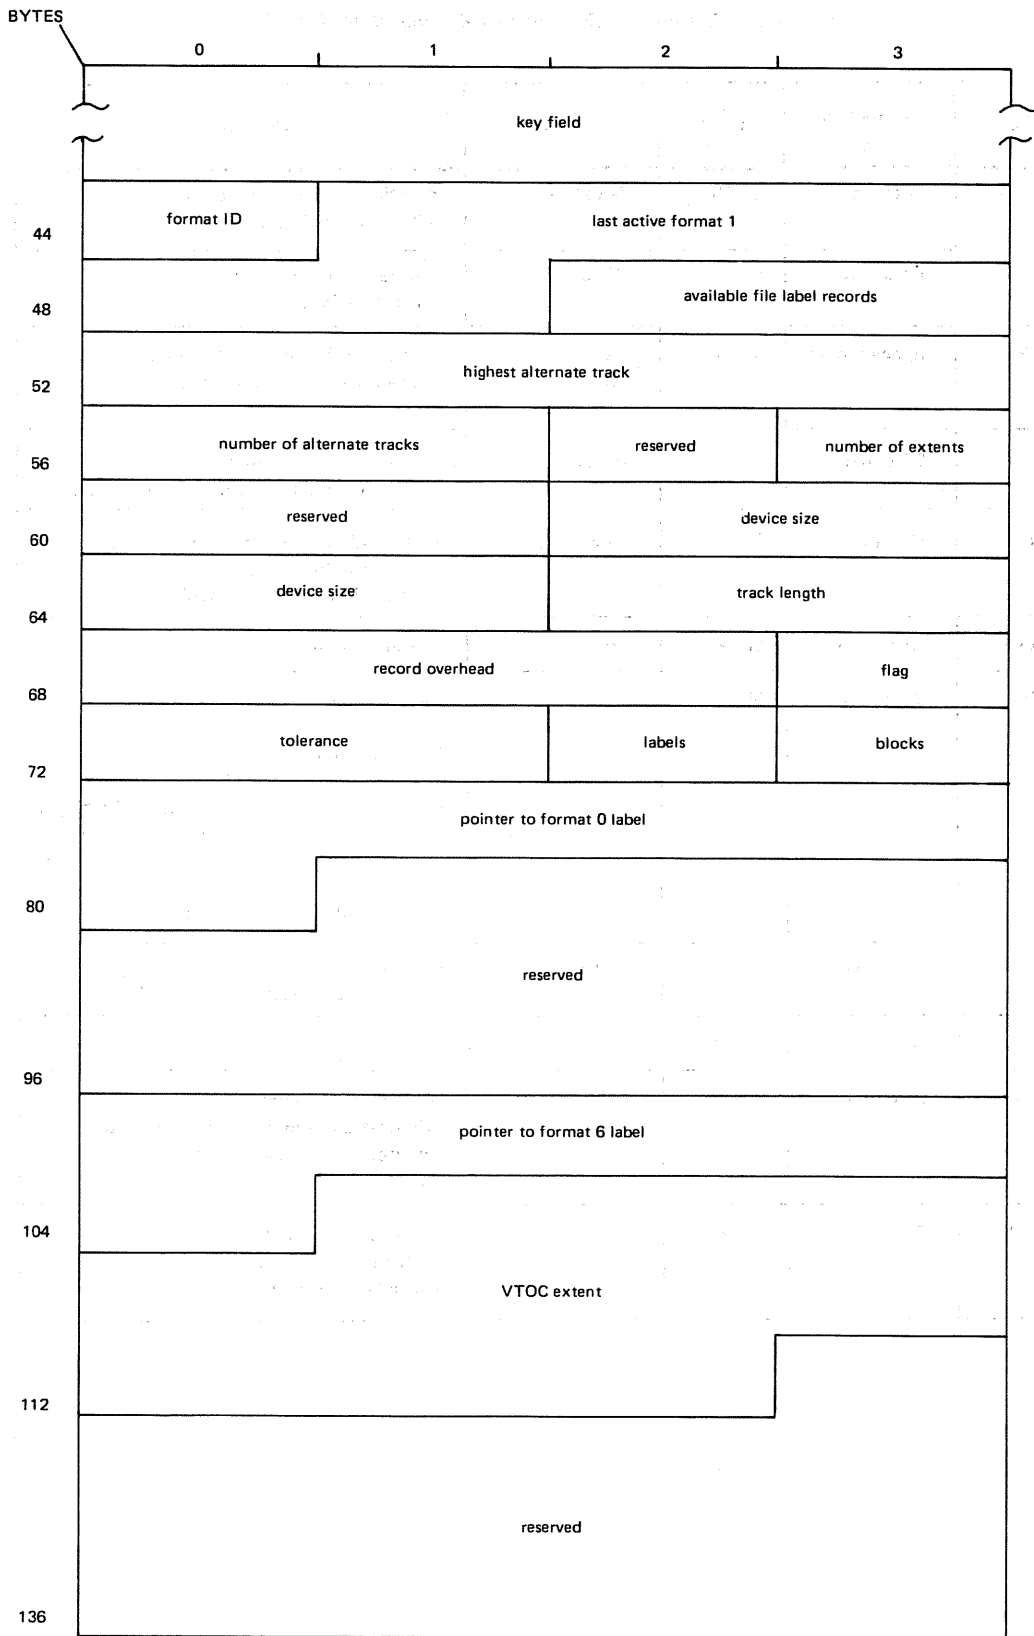 BYTES
0 1 2 3
key field
44 format ID last active format 1
48 available file label records
52 highest alternate track
56 number of alternate tracks reserved number of extents
60 reserved device size
64 device size track length
68 record overhead flag
72 tolerance labels blocks
pointer to format 0 label
80
reserved
96
pointer to format 6 label
104
VTOC extent
112
reserved
136